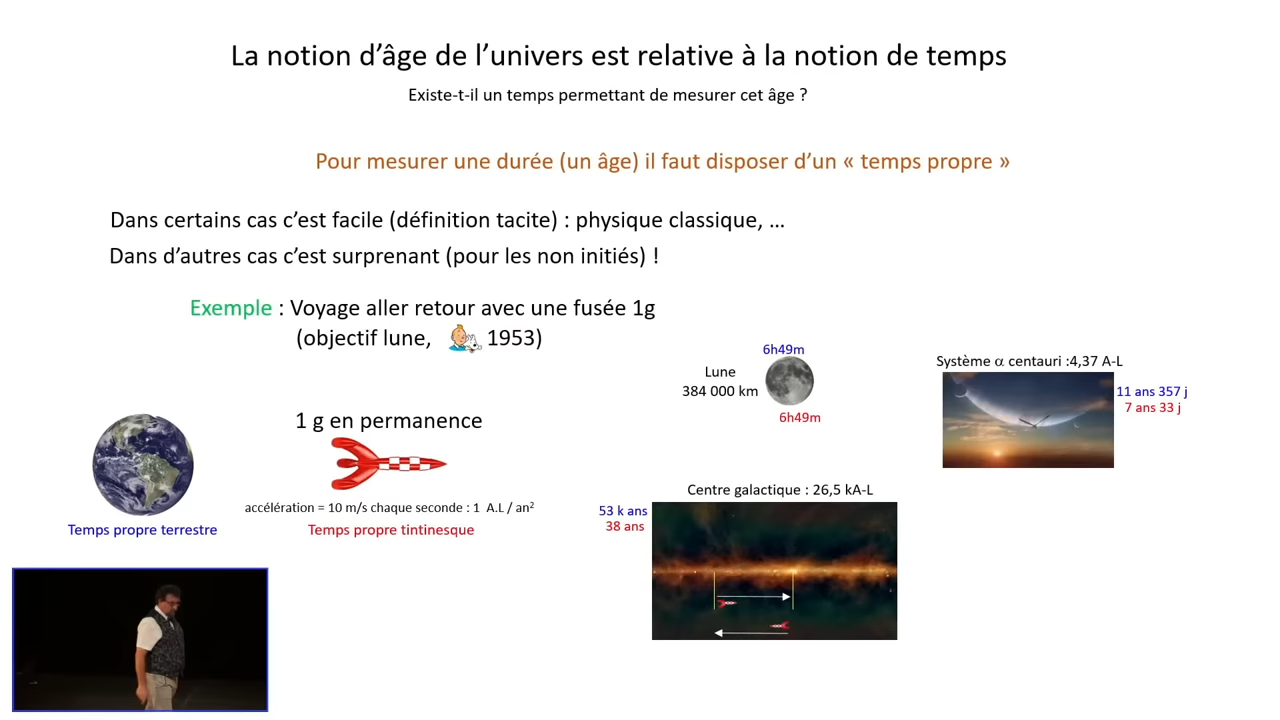 La notion d’âge de l’univers est relative à la notion de temps
Existe-t-il un temps permettant de mesurer cet âge ?
Pour mesurer une durée (un âge) il faut disposer d’un « temps propre »
Dans certains cas c’est facile (définition tacite) : physique classique, …
Dans d’autres cas c’est surprenant (pour les non initiés) !
Exemple : Voyage aller retour avec une fusée 1g
(objectif lune, 1953)
6h49m
Lune
384 000 km
6h49m
Système α centauri :4,37 A-L
11 ans 357 j
7 ans 33 j
1 g en permanence
accélération = 10 m/s chaque seconde : 1 A.L / an²
Temps propre terrestre
Temps propre tintinesque
Centre galactique : 26,5 kA-L
53 k ans
38 ans